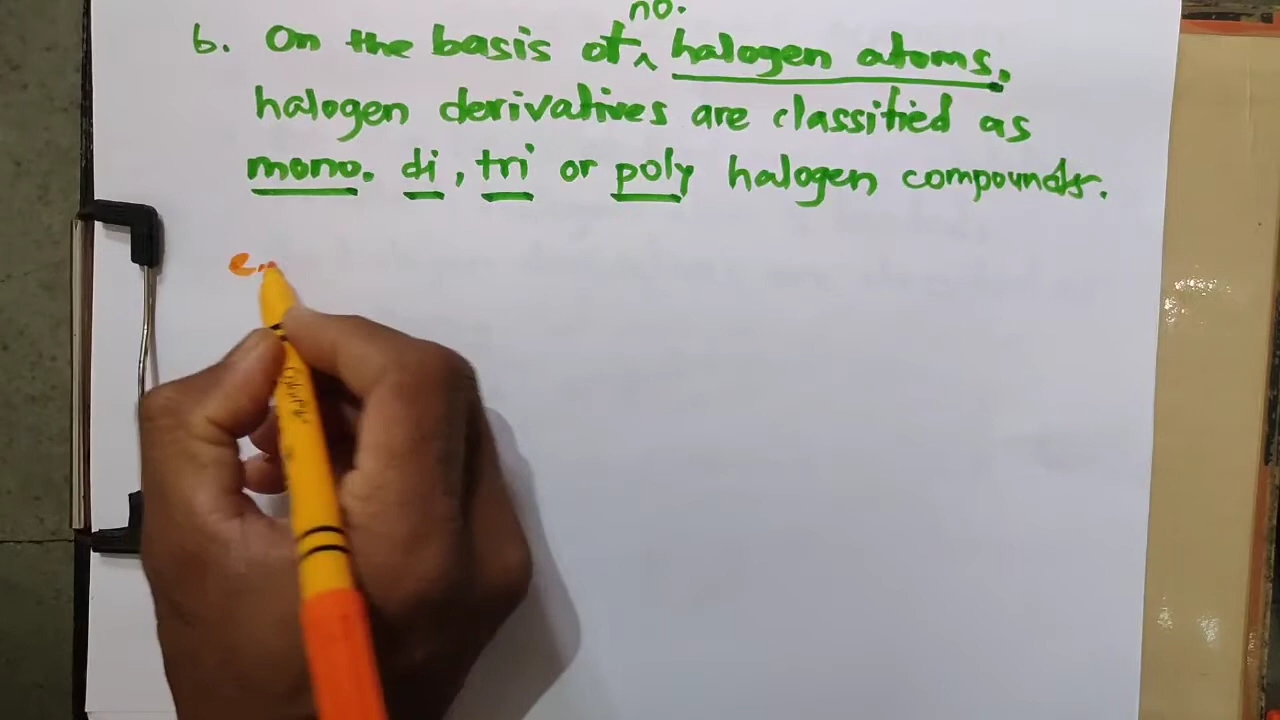 b. On the basis of no. halogen atoms,
halogen derivatives are classified as
mono, di, tri or poly halogen compounds.